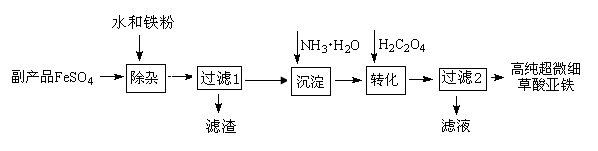 水和铁粉
NH₃·H₂O
H₂C₂O₄
副产品FeSO₄
除杂
过滤1
沉淀
转化
过滤2
高纯超微细
草酸亚铁
滤渣
滤液